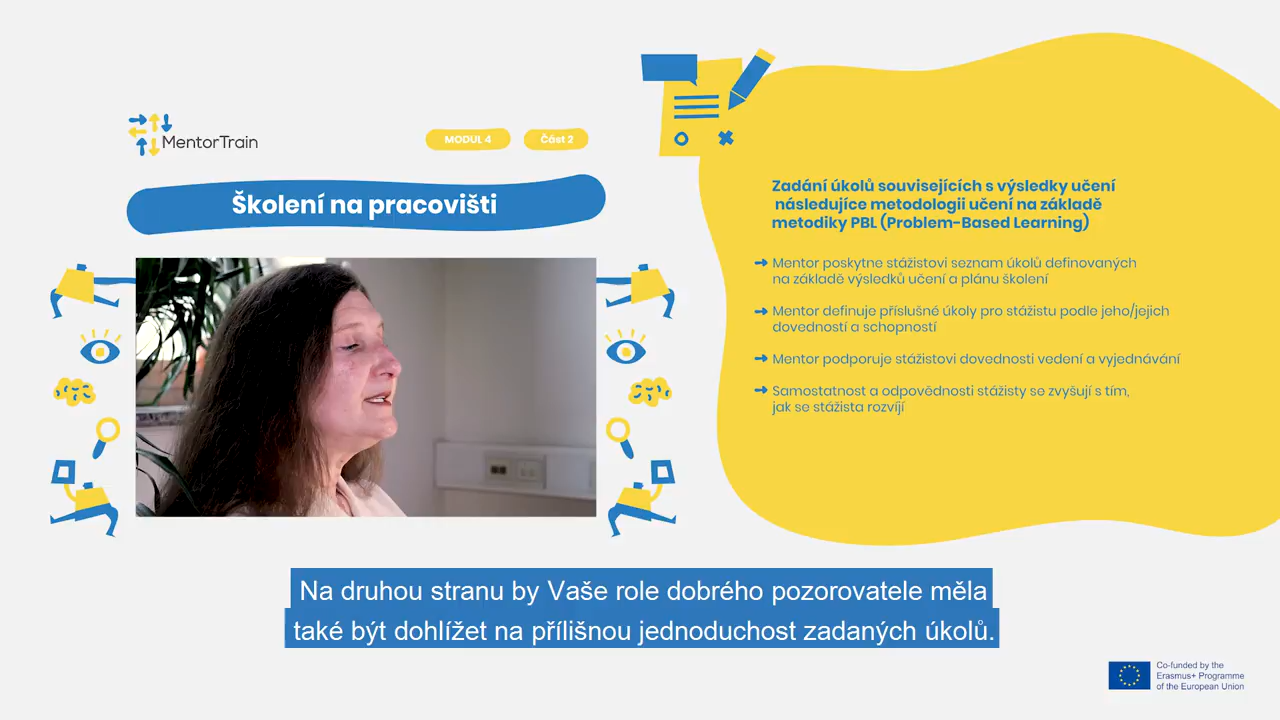 MentorTrain
MODUL 4
Část 2
Školení na pracovišti
Zadání úkolů souvisejících s výsledky učení
následujíce metodologii učení na základě
metodiky PBL (Problem-Based Learning)
Mentor poskytne stážistovi seznam úkolů definovaných
na základě výsledků učení a plánu školení
Mentor definuje příslušné úkoly pro stážistu podle jeho/jejich
dovedností a schopností
Mentor podporuje stážistovi dovednosti vedení a vyjednávání
Samostatnost a odpovědnosti stážisty se zvyšují s tím,
jak se stážista rozvíjí
Na druhou stranu by Vaše role dobrého pozorovatele měla
také být dohlížet na přílišnou jednoduchost zadaných úkolů.
Co-funded by the
Erasmus+ Programme
of the European Union